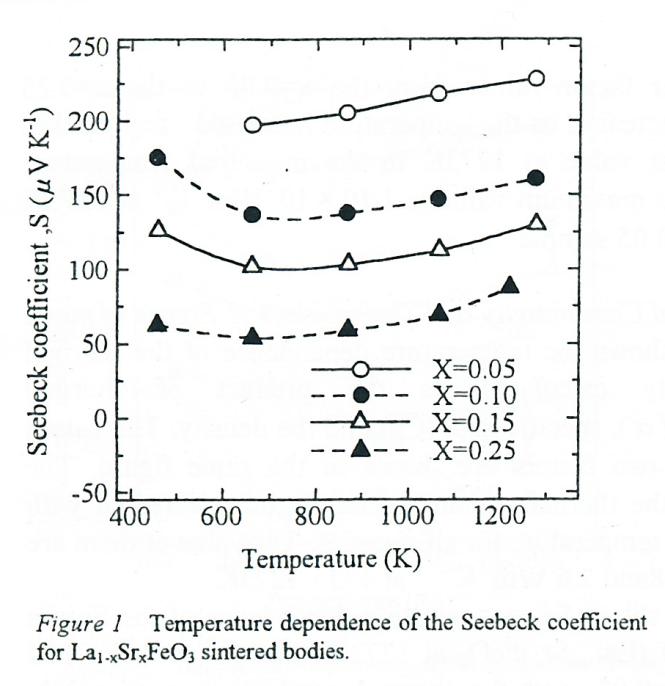 250
200
150
100
50
0
-50
Seebeck coefficient ,S (μ V K⁻¹)
X=0.05
X=0.10
X=0.15
X=0.25
400 600 800 1000 1200
Temperature (K)
Figure 1 Temperature dependence of the Seebeck coefficient
for La₁₋ₓSrₓFeO₃ sintered bodies.